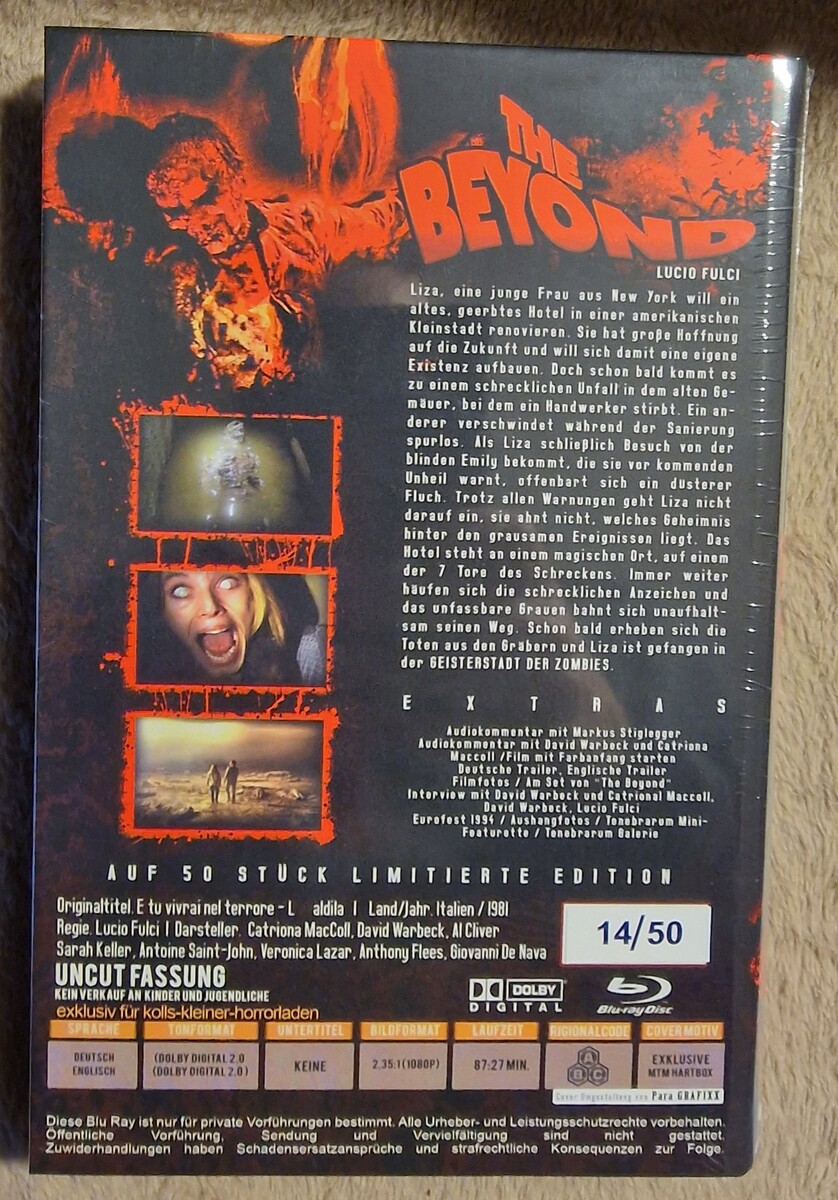 THE
BEYOND
LUCIO FULCI
Liza, eine junge Frau aus New York will ein
altes, geerbtes Hotel in einer amerikanischen
Kleinstadt renovieren. Sie hat große Hoffnung
auf die Zukunft und will sich damit eine eigene
Existenz aufbauen. Doch schon bald kommt es
zu einem schrecklichen Unfall in dem alten Ge-
mäuer, bei dem ein Handwerker stirbt. Ein an-
derer verschwindet während der Sanierung
spurlos. Als Liza schließlich Besuch von der
blinden Emily bekommt, die sie vor kommenden
Unheil warnt, offenbart sich ein düsterer
Fluch. Trotz allen Warnungen geht Liza nicht
darauf ein, sie ahnt nicht, welches Geheimnis
hinter den grausamen Ereignissen liegt. Das
Hotel steht an einem magischen Ort, auf einem
der 7 Tore des Schreckens. Immer weiter
häufen sich die schrecklichen Anzeichen und
das unfassbare Grauen bahnt sich unaufhalt-
sam seinen Weg. Schon bald erheben sich die
Toten aus den Gräbern und Liza ist gefangen in
der GEISTERSTADT DER ZOMBIES.
EXTRAS
Audiokommentar mit Markus Stiglegger
Audiokommentar mit David Warbeck und Catriona
Maccoll /Film mit Farbanfang starten
Deutsche Trailer, Englische Trailer
Filmfotos / Am Set von "The Beyond"
Interview mit David Warbeck und Catrional Maccoll,
David Warbeck, Lucio Fulci
Eurofest 1994 / Aushangfotos / Tenebrarum Mini-
Featurette / Tenebrarum Galerie
AUF 50 STÜCK LIMITIERTE EDITION
Originaltitel. E tu vivrai nel terrore - L aldila | Land/Jahr. Italien / 1981
Regie. Lucio Fulci | Darsteller. Catriona MacColl, David Warbeck, Al Cliver
Sarah Keller, Antoine Saint-John, Veronica Lazar, Anthony Flees, Giovanni De Nava
14/50
UNCUT FASSUNG
KEIN VERKAUF AN KINDER UND JUGENDLICHE
exklusiv für kolls-kleiner-horrorladen
DOLBY
DIGITAL
Blu-ray Disc
SPRACHE TONFORMAT UNTERTITEL BILDFORMAT LAUFZEIT RIGIONALCODE COVERMOTIV
DEUTSCH
ENGLISCH
(DOLBY DIGITAL 2.0
(DOLBY DIGITAL 2.0 )
KEINE
2,35:1 (1080P)
87:27 MIN.
A
B C
EXKLUSIVE
MTM HARTBOX
Cover Umgestaltung von Para GRAFIXX
Diese Blu Ray ist nur für private Vorführungen bestimmt. Alle Urheber- und Leistungsschutzrechte vorbehalten.
Öffentliche Vorführung, Sendung und Vervielfältigung sind nicht gestattet.
Zuwiderhandlungen haben Schadensersatzansprüche und strafrechtliche Konsequenzen zur Folge.